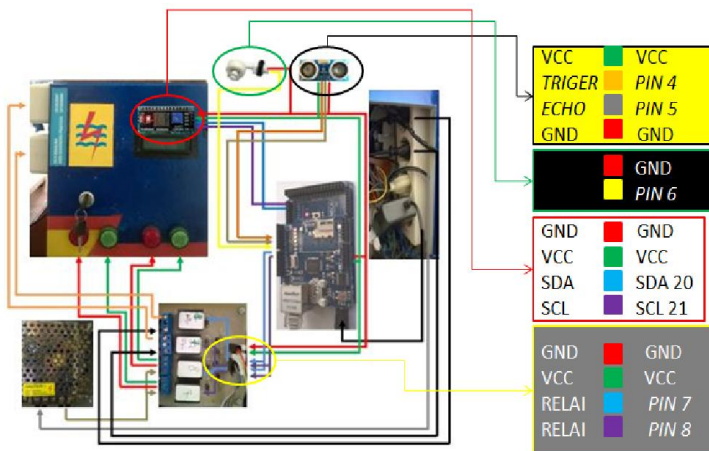 VCC VCC
TRIGER PIN 4
ECHO PIN 5
GND GND
GND
PIN 6
GND GND
VCC VCC
SDA SDA 20
SCL SCL 21
GND GND
VCC VCC
RELAI PIN 7
RELAI PIN 8